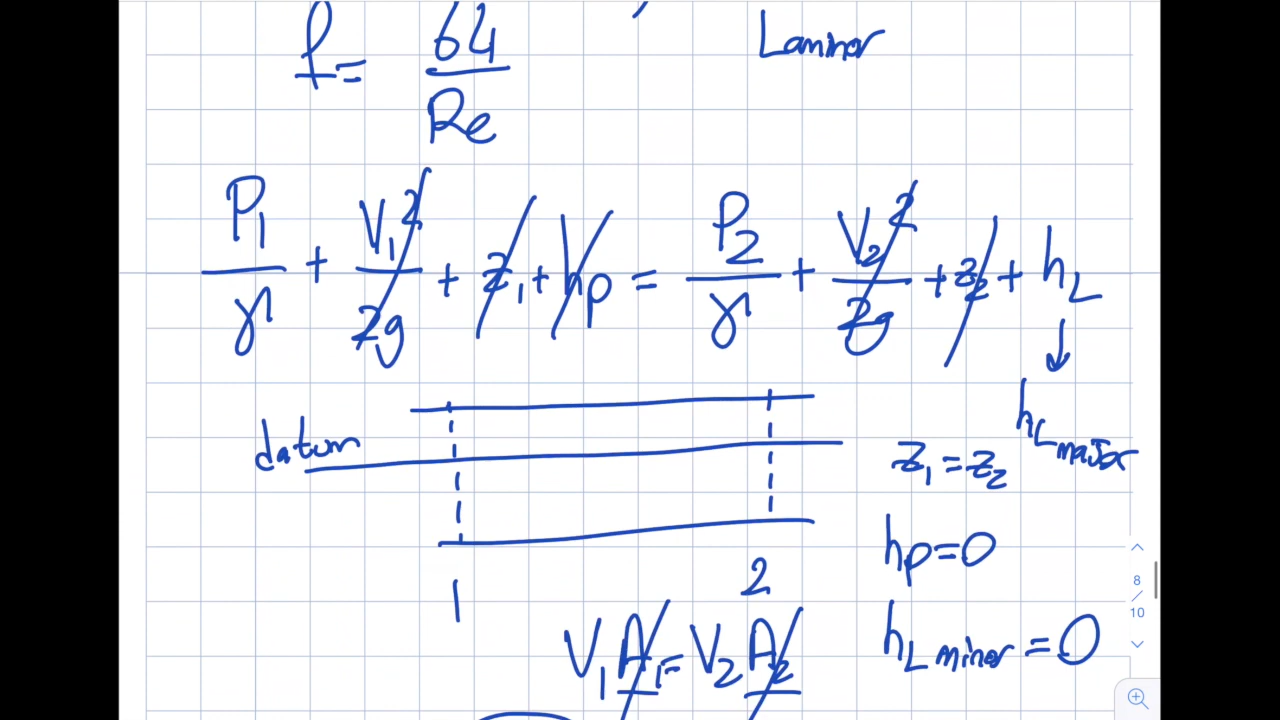 f = 64/Re Laminar
P₁/γ + V₁²/2g + z₁ + hp = P₂/γ + V₂²/2g + z₂ + hL
↓
hL major
datum
z₁ = z₂
hp = 0
1 2
V₁A₁ = V₂A₂
hL minor = 0
8
/
10